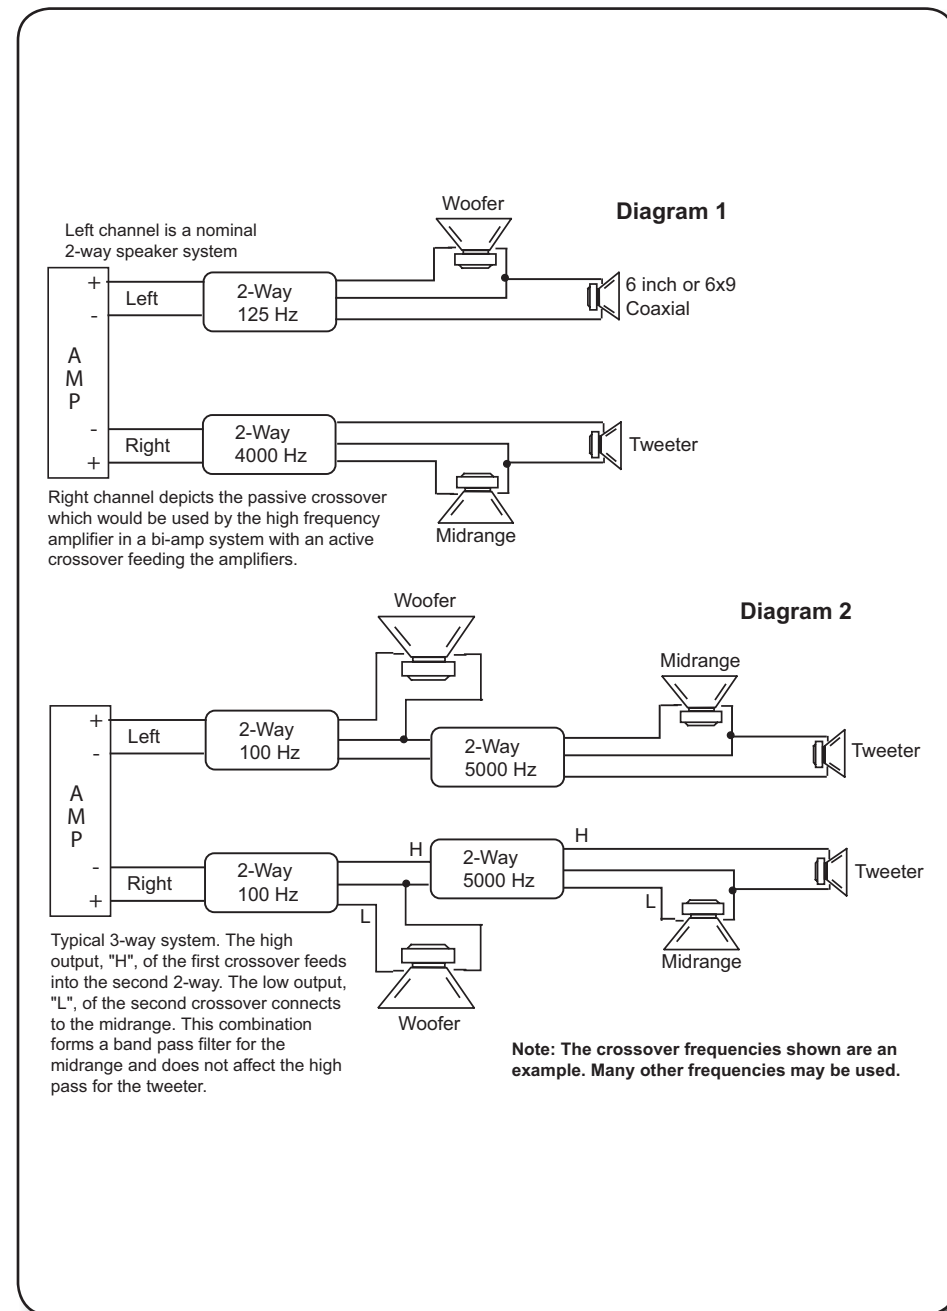 Woofer
Diagram 1
Left channel is a nominal
2-way speaker system
+
Left
-
2-Way
125 Hz
6 inch or 6x9
Coaxial
A
M
P
-
Right
+
2-Way
4000 Hz
Tweeter
Midrange
Right channel depicts the passive crossover
which would be used by the high frequency
amplifier in a bi-amp system with an active
crossover feeding the amplifiers.
Woofer
Diagram 2
Midrange
+
Left
-
2-Way
100 Hz
2-Way
5000 Hz
Tweeter
A
M
P
-
Right
+
2-Way
100 Hz
H
L
2-Way
5000 Hz
H
L
Tweeter
Midrange
Woofer
Typical 3-way system. The high
output, "H", of the first crossover feeds
into the second 2-way. The low output,
"L", of the second crossover connects
to the midrange. This combination
forms a band pass filter for the
midrange and does not affect the high
pass for the tweeter.
Note: The crossover frequencies shown are an
example. Many other frequencies may be used.